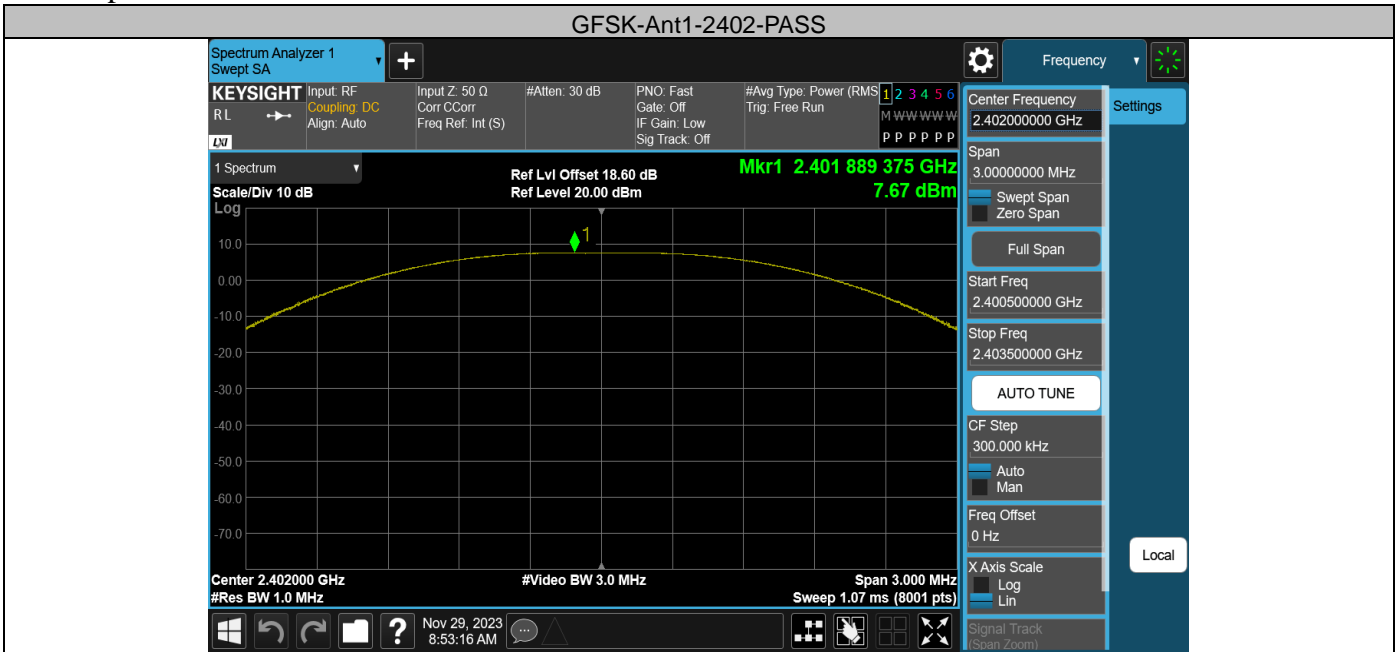 GFSK-Ant1-2402-PASS
Spectrum Analyzer 1
Swept SA
+
Frequency
KEYSIGHT
RL
LXI
Input: RF
Coupling: DC
Align: Auto
Input Z: 50 Ω
Corr CCorr
Freq Ref: Int (S)
#Atten: 30 dB
PNO: Fast
Gate: Off
IF Gain: Low
Sig Track: Off
#Avg Type: Power (RMS
Trig: Free Run
1 2 3 4 5 6
M W W W W W
P P P P P P
1 Spectrum
Scale/Div 10 dB
Log
Ref Lvl Offset 18.60 dB
Ref Level 20.00 dBm
Mkr1 2.401 889 375 GHz
7.67 dBm
1
10.0
0.00
-10.0
-20.0
-30.0
-40.0
-50.0
-60.0
-70.0
Center 2.402000 GHz
#Res BW 1.0 MHz
#Video BW 3.0 MHz
Span 3.000 MHz
Sweep 1.07 ms (8001 pts)
Nov 29, 2023
8:53:16 AM
?
Center Frequency
2.402000000 GHz
Settings
Span
3.00000000 MHz
Swept Span
Zero Span
Full Span
Start Freq
2.400500000 GHz
Stop Freq
2.403500000 GHz
AUTO TUNE
CF Step
300.000 kHz
Auto
Man
Freq Offset
0 Hz
X Axis Scale
Log
Lin
Local
Signal Track
(Span Zoom)